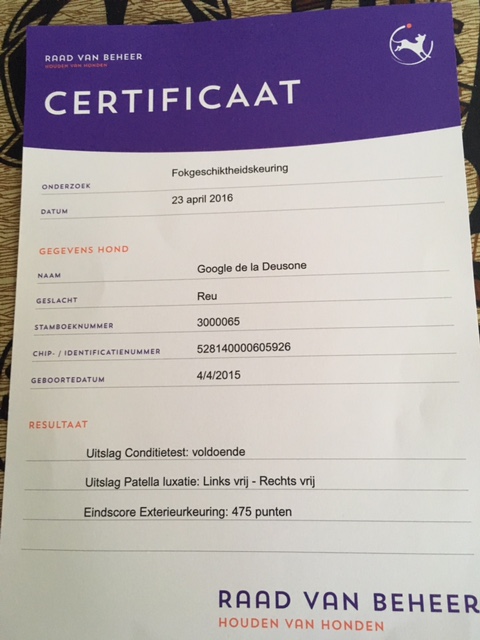 RAAD VAN BEHEER
HOUDEN VAN HONDEN
CERTIFICAAT
ONDERZOEK Fokgeschiktheidskeuring
DATUM 23 april 2016
GEGEVENS HOND
NAAM Google de la Deusone
GESLACHT Reu
STAMBOEKNUMMER 3000065
CHIP- / IDENTIFICATIENUMMER 528140000605926
GEBOORTEDATUM 4/4/2015
RESULTAAT
Uitslag Conditietest: voldoende
Uitslag Patella luxatie: Links vrij - Rechts vrij
Eindscore Exterieurkeuring: 475 punten
RAAD VAN BEHEER
HOUDEN VAN HONDEN